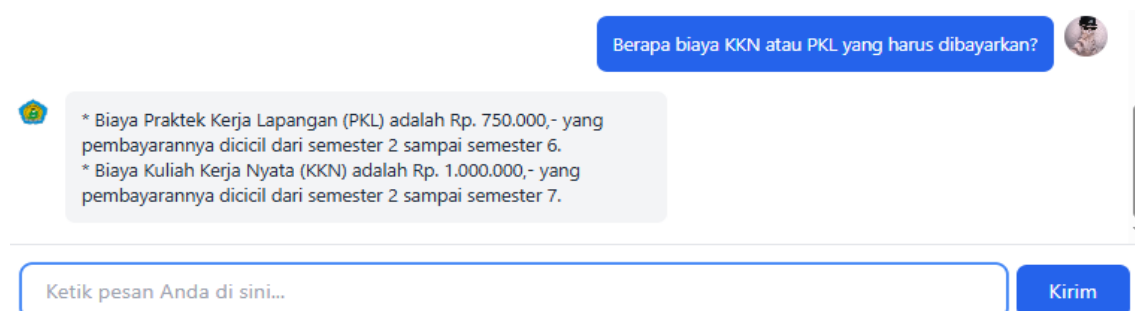 Berapa biaya KKN atau PKL yang harus dibayarkan?
* Biaya Praktek Kerja Lapangan (PKL) adalah Rp. 750.000,- yang
pembayarannya dicicil dari semester 2 sampai semester 6.
* Biaya Kuliah Kerja Nyata (KKN) adalah Rp. 1.000.000,- yang
pembayarannya dicicil dari semester 2 sampai semester 7.
Ketik pesan Anda di sini...
Kirim